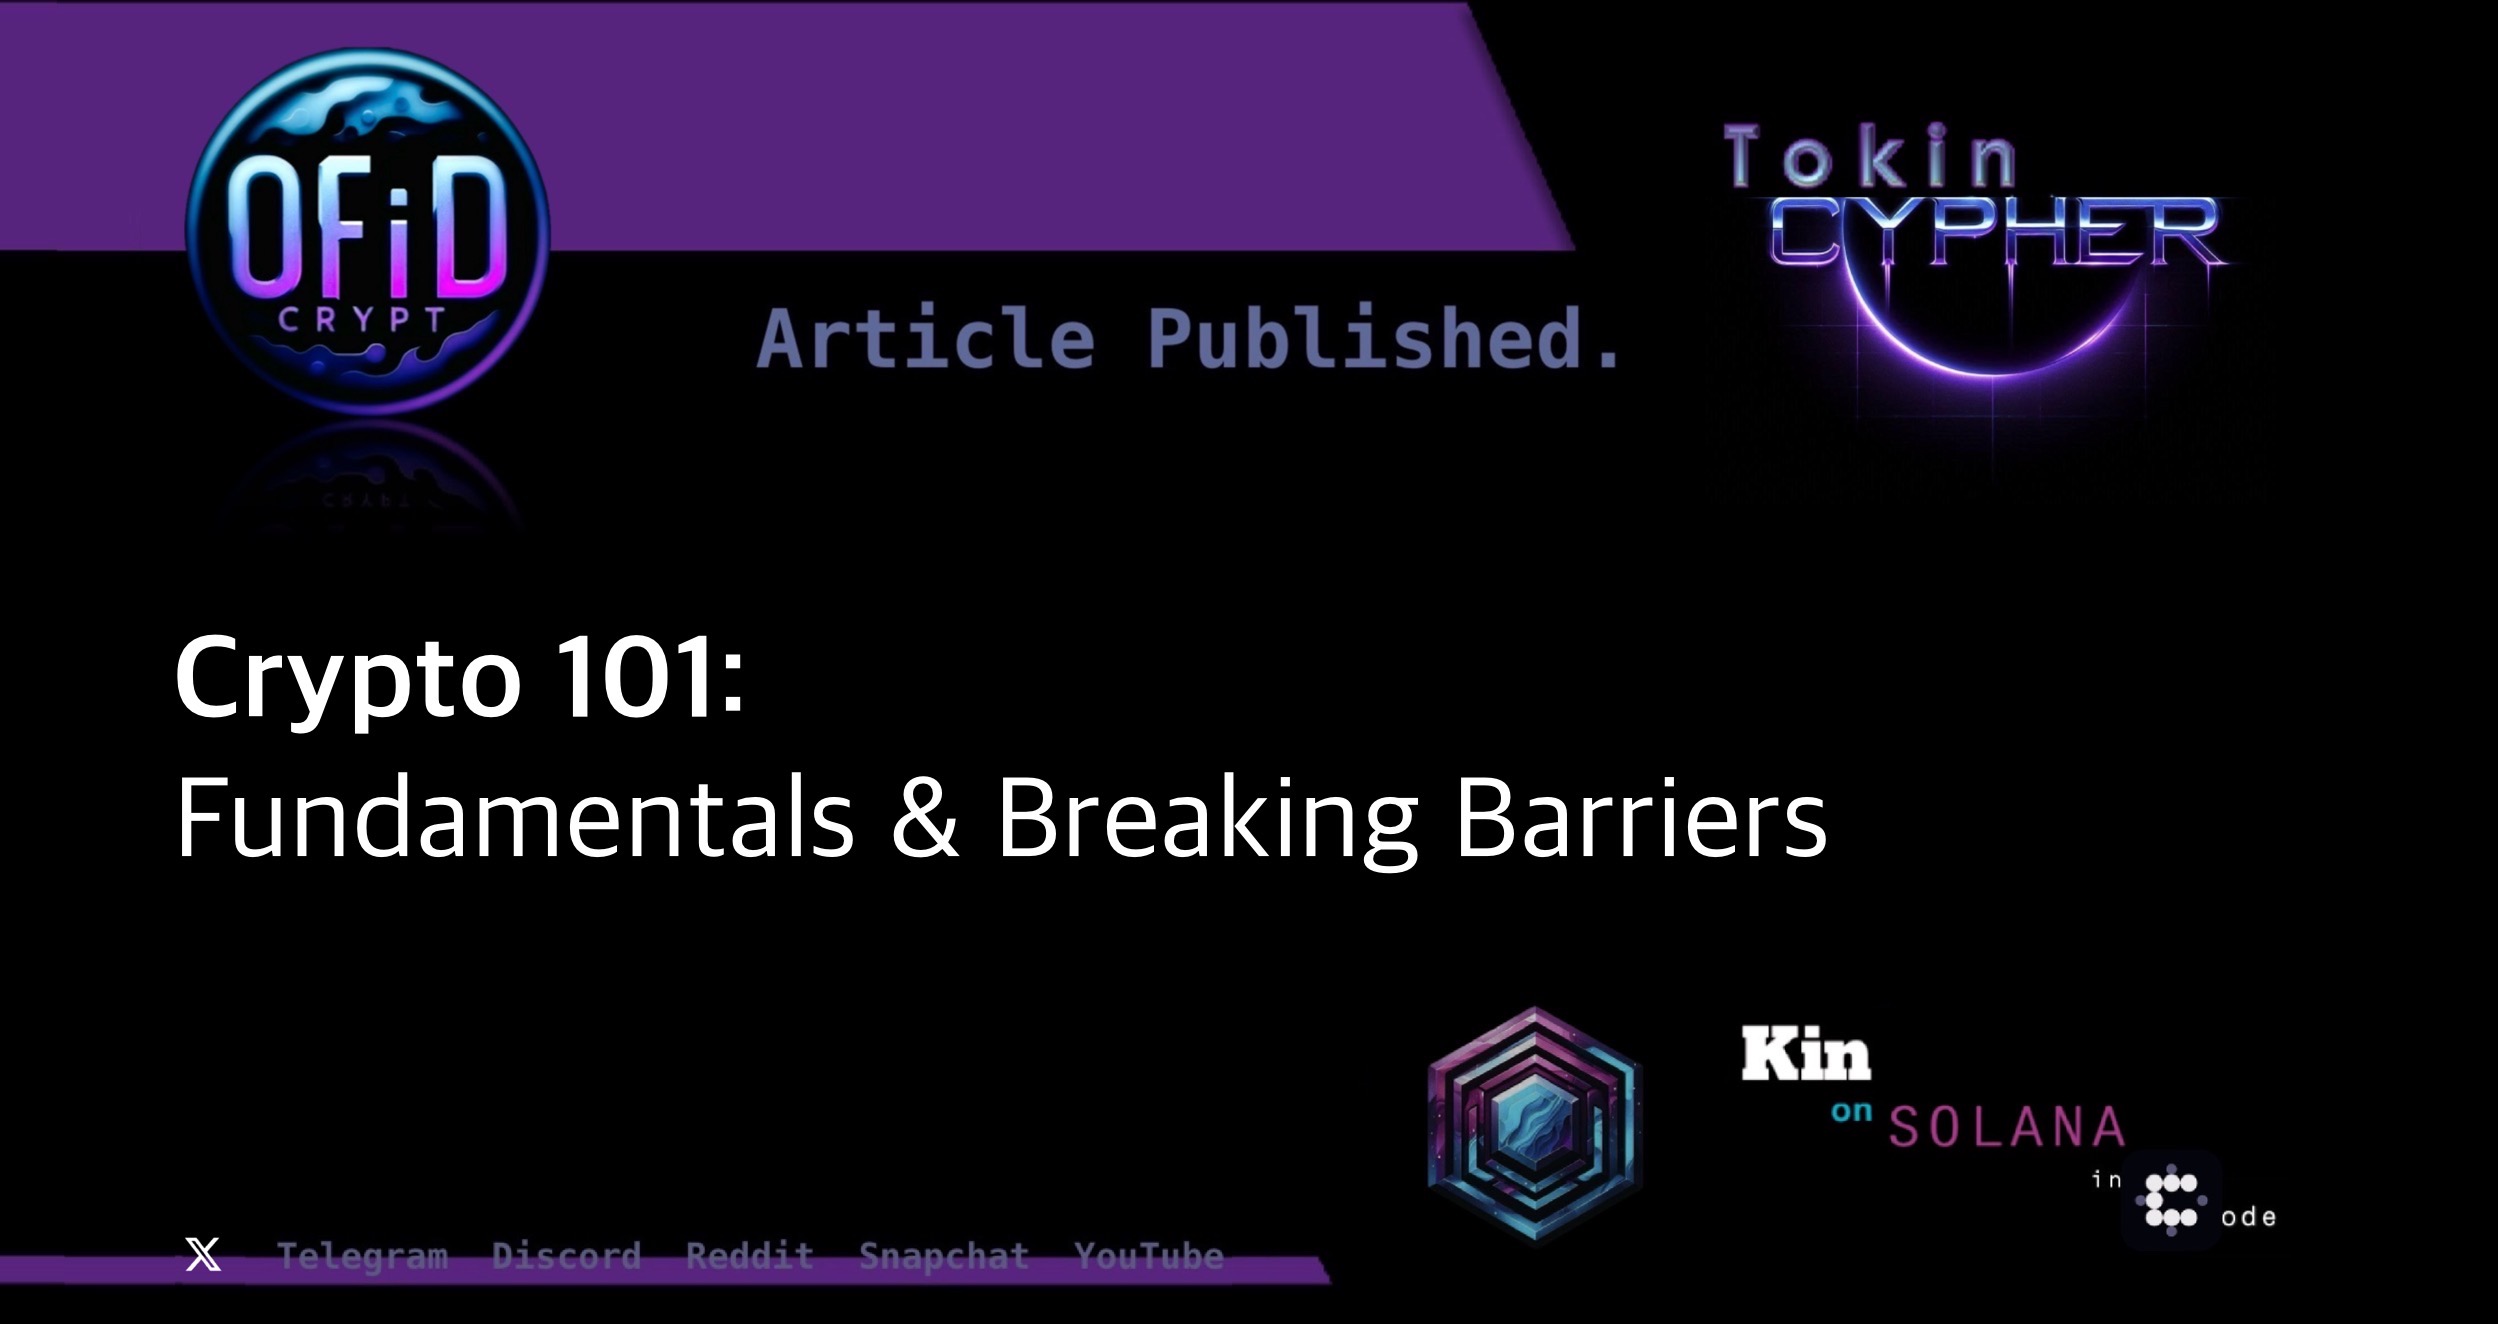 OFiD
CRYPT
Tokin
CYPHER
Article Published.
Crypto 101:
Fundamentals & Breaking Barriers
Kin
on SOLANA
in Code
X Telegram Discord Reddit Snapchat YouTube